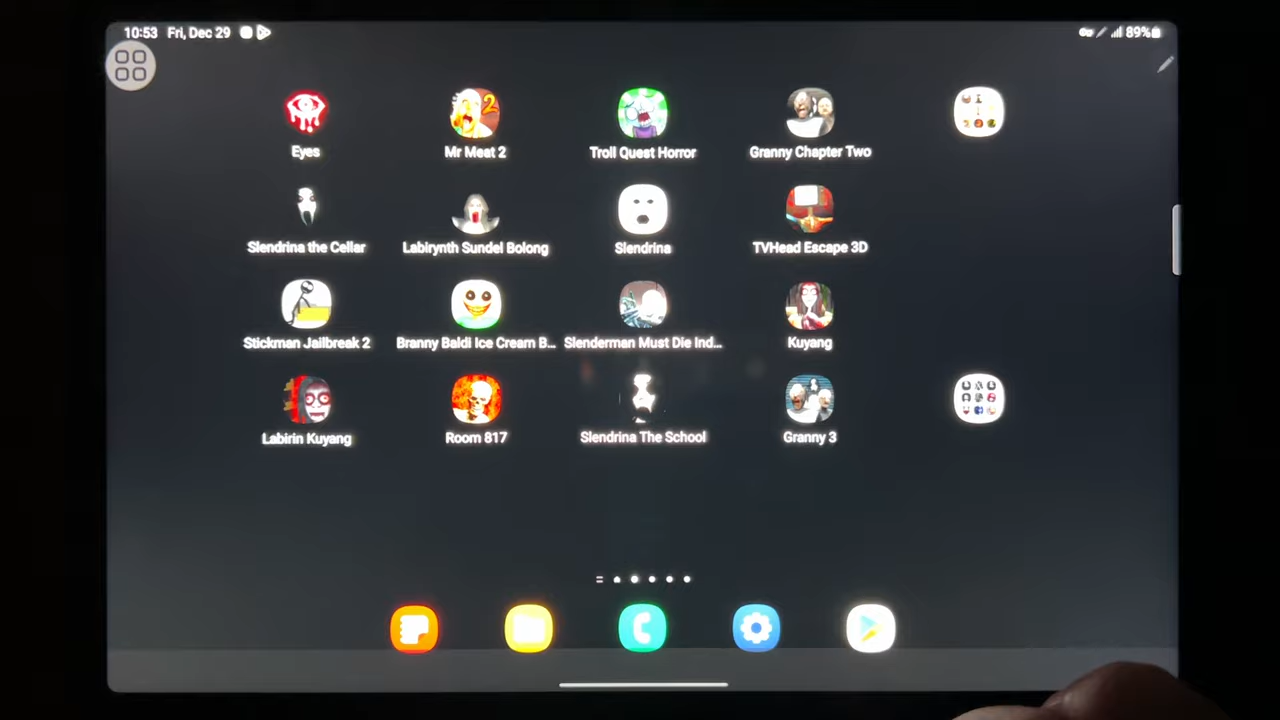 10:53 Fri, Dec 29
89%
Eyes
Mr Meat 2
Troll Quest Horror
Granny Chapter Two
Slendrina the Cellar
Labirynth Sundel Bolong
Slendrina
TVHead Escape 3D
Stickman Jailbreak 2
Branny Baldi Ice Cream B...
Slenderman Must Die Ind...
Kuyang
Labirin Kuyang
Room 817
Slendrina The School
Granny 3